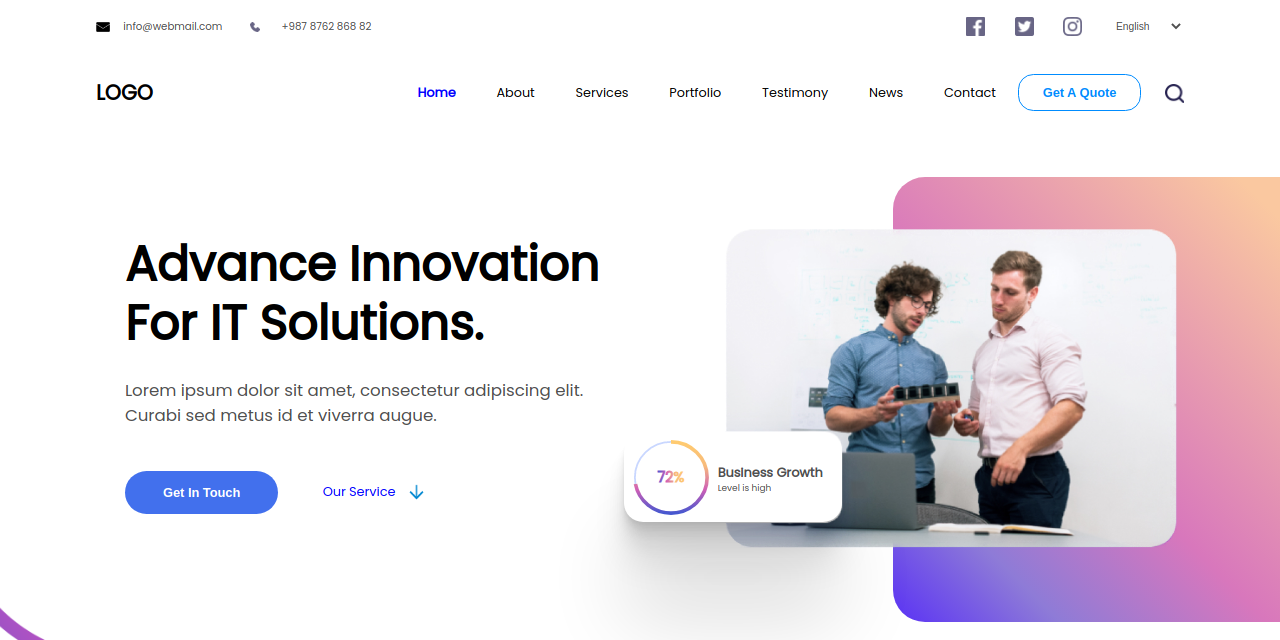 info@webmail.com
+987 8762 868 82
English
LOGO
Home
About
Services
Portfolio
Testimony
News
Contact
Get A Quote
Advance Innovation
For IT Solutions.
Lorem ipsum dolor sit amet, consectetur adipiscing elit.
Curabi sed metus id et viverra augue.
72%
Business Growth
Level is high
Get In Touch
Our Service